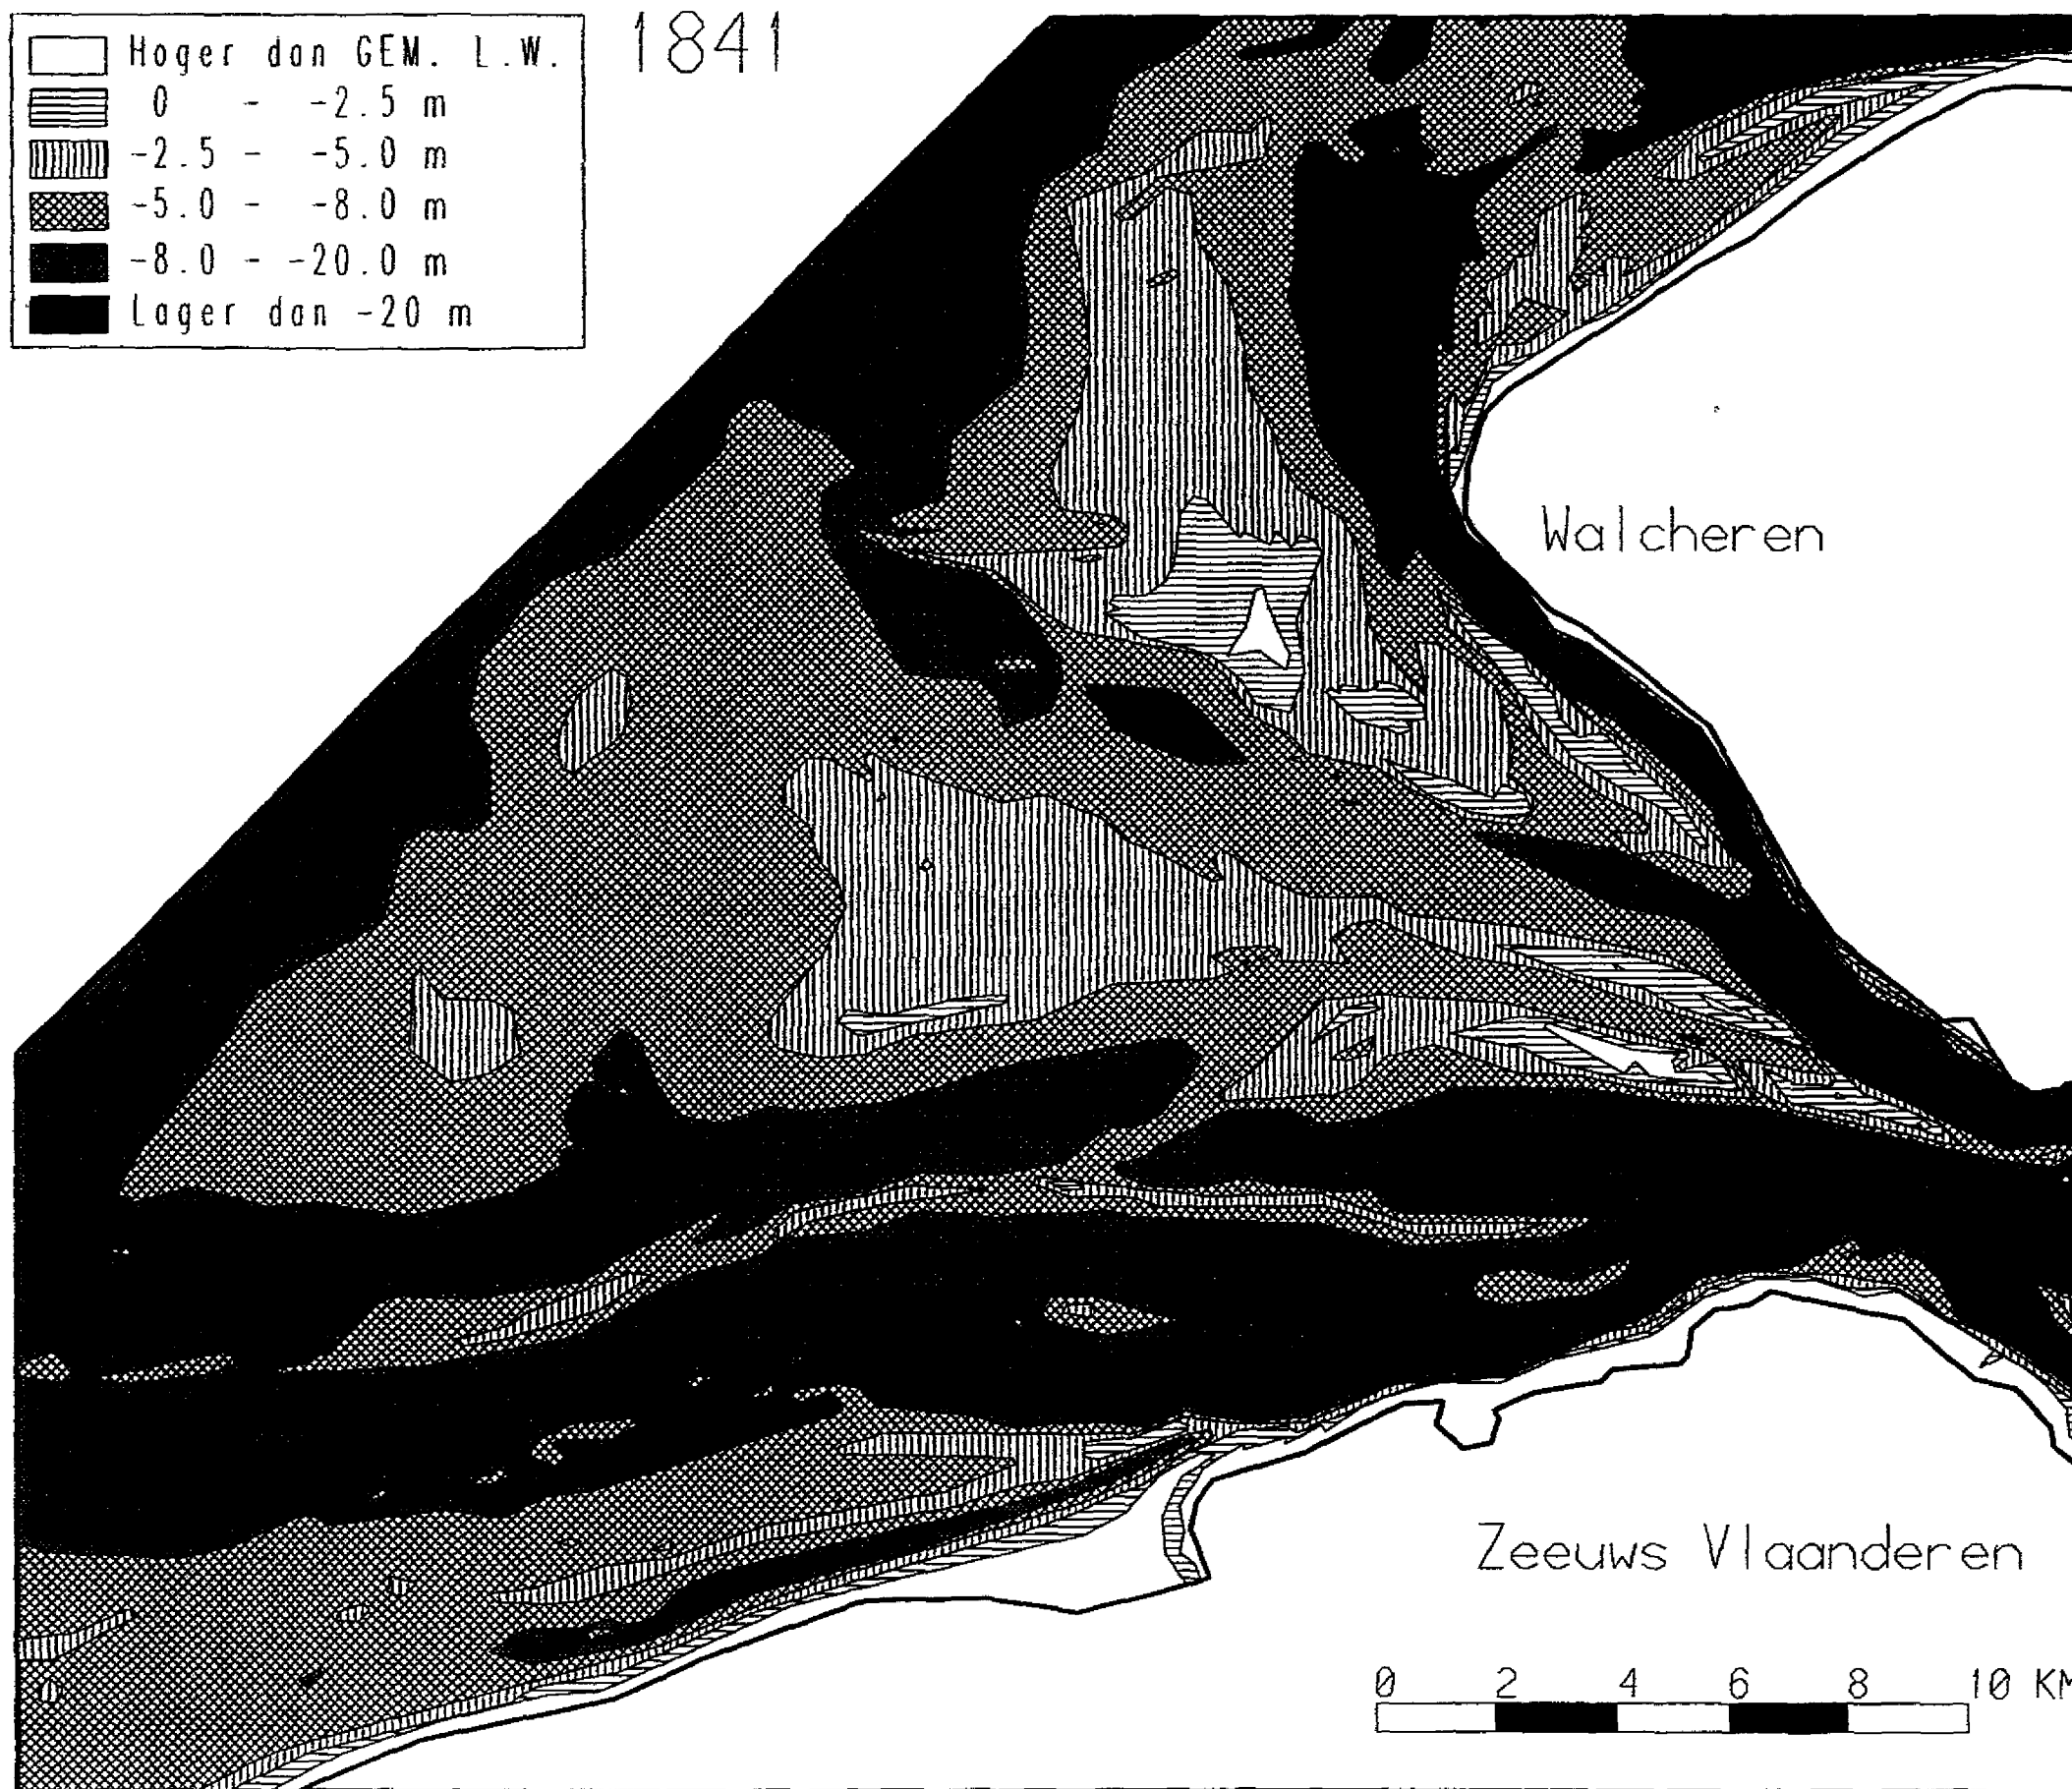 1841
Hoger dan GEM. L.W.
0 - -2.5 m
-2.5 - -5.0 m
-5.0 - -8.0 m
-8.0 - -20.0 m
Lager dan -20 m
Walcheren
Zeeuws Vlaanderen
0 2 4 6 8 10 KM